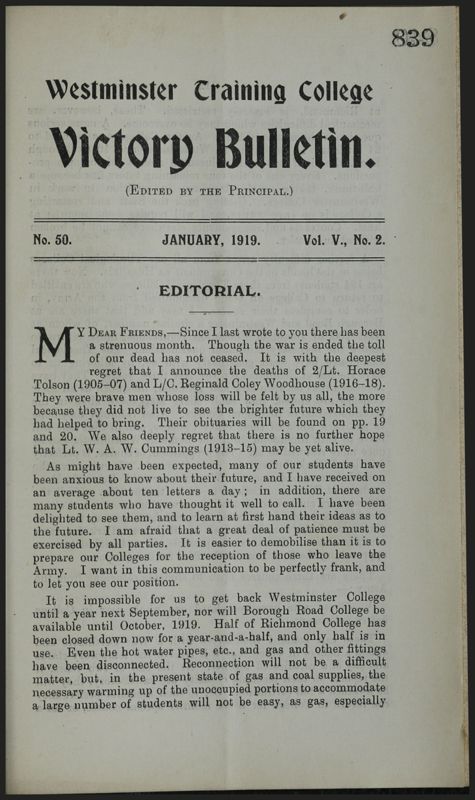 839
Westminster Training College
Victory Bulletin.
(Edited by the Principal.)
No. 50. JANUARY, 1919. Vol. V., No. 2.
EDITORIAL.
MY DEAR FRIENDS,—Since I last wrote to you there has been
a strenuous month. Though the war is ended the toll
of our dead has not ceased. It is with the deepest
regret that I announce the deaths of 2/Lt. Horace
Tolson (1905-07) and L/C. Reginald Coley Woodhouse (1916-18).
They were brave men whose loss will be felt by us all, the more
because they did not live to see the brighter future which they
had helped to bring. Their obituaries will be found on pp. 19
and 20. We also deeply regret that there is no further hope
that Lt. W. A. W. Cummings (1913-15) may be yet alive.
As might have been expected, many of our students have
been anxious to know about their future, and I have received on
an average about ten letters a day; in addition, there are
many students who have thought it well to call. I have been
delighted to see them, and to learn at first hand their ideas as to
the future. I am afraid that a great deal of patience must be
exercised by all parties. It is easier to demobilise than it is to
prepare our Colleges for the reception of those who leave the
Army. I want in this communication to be perfectly frank, and
to let you see our position.
It is impossible for us to get back Westminster College
until a year next September, nor will Borough Road College be
available until October, 1919. Half of Richmond College has
been closed down now for a year-and-a-half, and only half is in
use. Even the hot water pipes, etc., and gas and other fittings
have been disconnected. Reconnection will not be a difficult
matter, but, in the present state of gas and coal supplies, the
necessary warming up of the unoccupied portions to accommodate
a large number of students will not be easy, as gas, especially